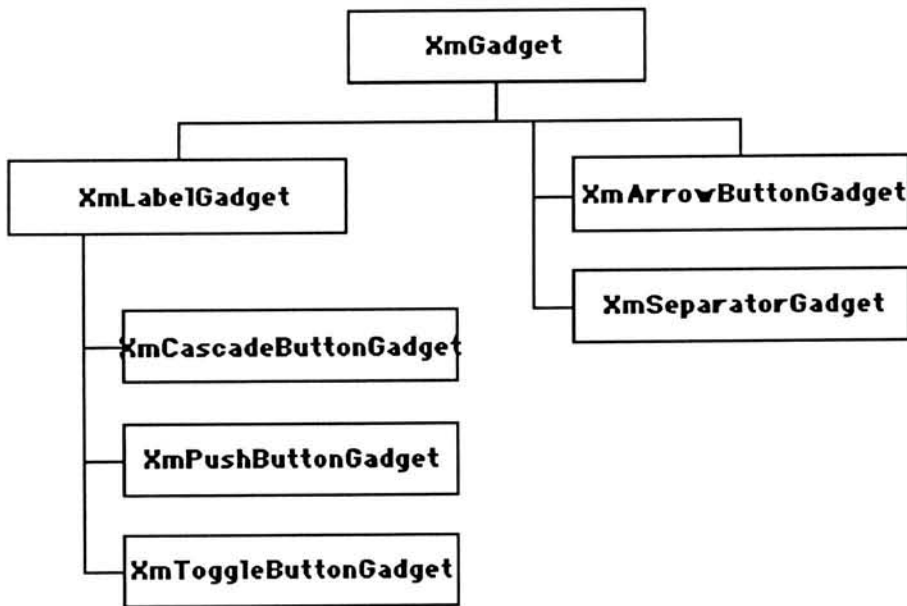 XmGadget
XmLabelGadget
XmArrowButtonGadget
XmSeparatorGadget
XmCascadeButtonGadget
XmPushButtonGadget
XmToggleButtonGadget